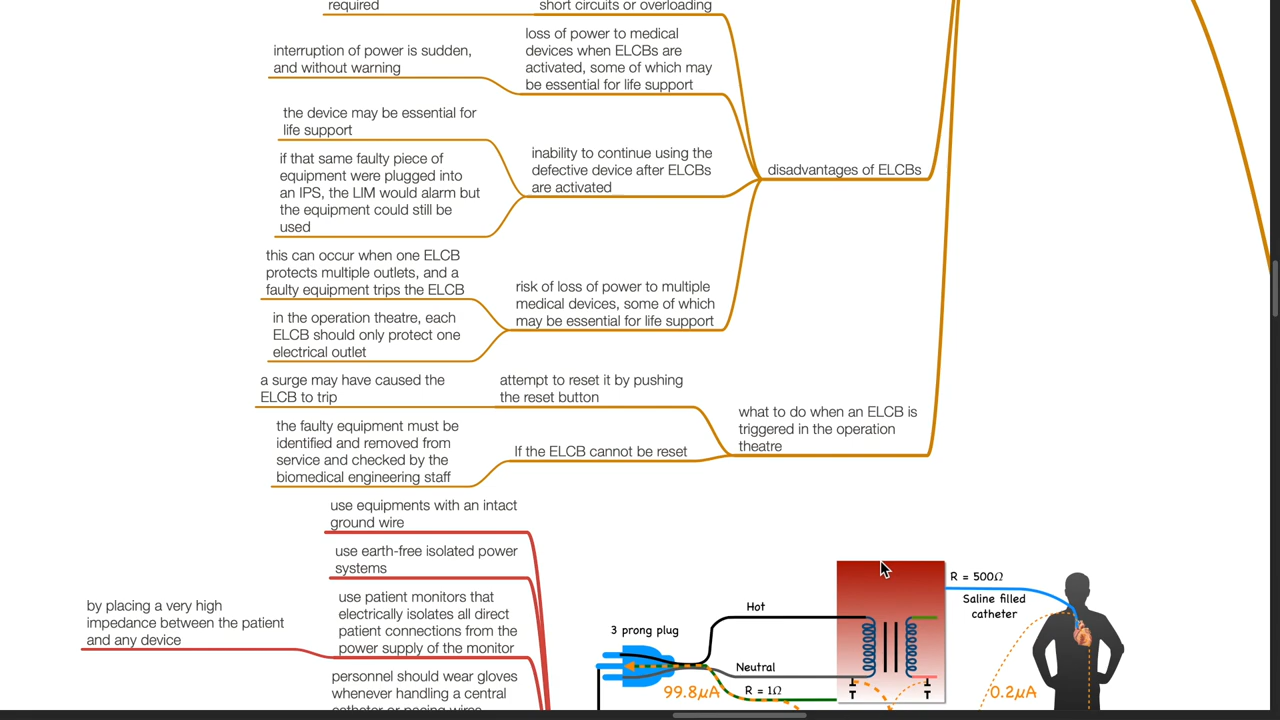 required
short circuits or overloading
interruption of power is sudden,
and without warning
loss of power to medical
devices when ELCBs are
activated, some of which may
be essential for life support
the device may be essential for
life support
if that same faulty piece of
equipment were plugged into
an IPS, the LIM would alarm but
the equipment could still be
used
inability to continue using the
defective device after ELCBs
are activated
disadvantages of ELCBs
this can occur when one ELCB
protects multiple outlets, and a
faulty equipment trips the ELCB
in the operation theatre, each
ELCB should only protect one
electrical outlet
risk of loss of power to multiple
medical devices, some of which
may be essential for life support
a surge may have caused the
ELCB to trip
attempt to reset it by pushing
the reset button
the faulty equipment must be
identified and removed from
service and checked by the
biomedical engineering staff
If the ELCB cannot be reset
what to do when an ELCB is
triggered in the operation
theatre
use equipments with an intact
ground wire
use earth-free isolated power
systems
by placing a very high
impedance between the patient
and any device
use patient monitors that
electrically isolates all direct
patient connections from the
power supply of the monitor
personnel should wear gloves
whenever handling a central
catheter or pacing wires
3 prong plug
Hot
Neutral
R = 1Ω
99.8μA
R = 500Ω
Saline filled
catheter
0.2μA